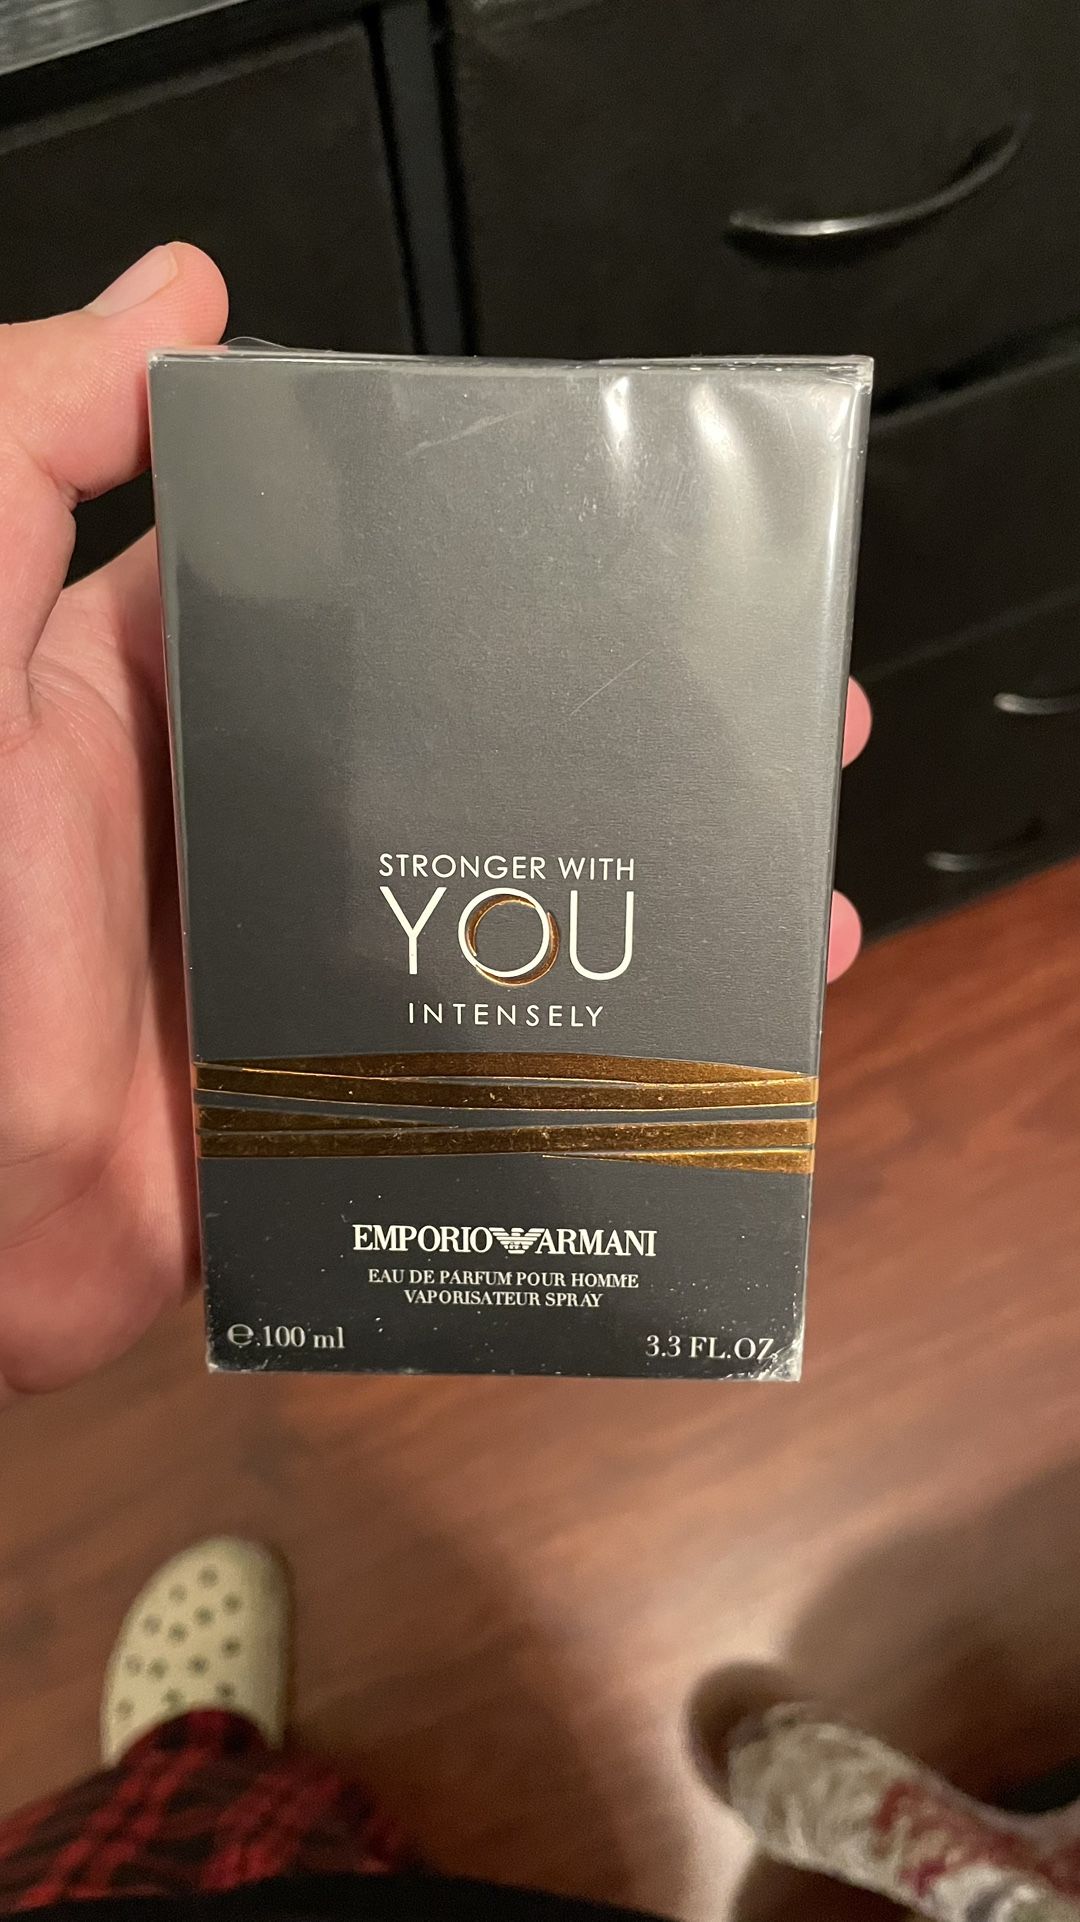 STRONGER WITH
YOU
INTENSELY
EMPORIO ARMANI
EAU DE PARFUM POUR HOMME
VAPORISATEUR SPRAY
℮ 100 ml 3.3 FL.OZ.